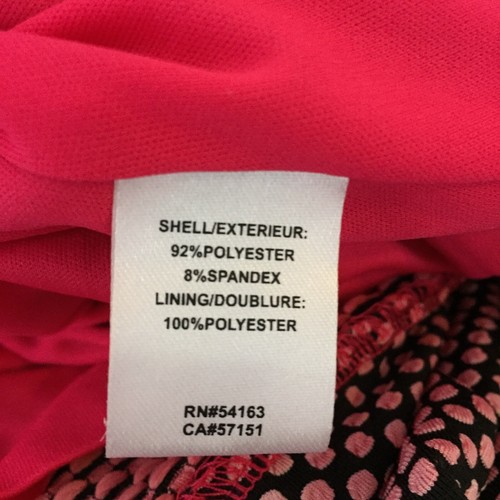 SHELL/EXTERIEUR:
92%POLYESTER
8%SPANDEX
LINING/DOUBLURE:
100%POLYESTER
RN#54163
CA#57151